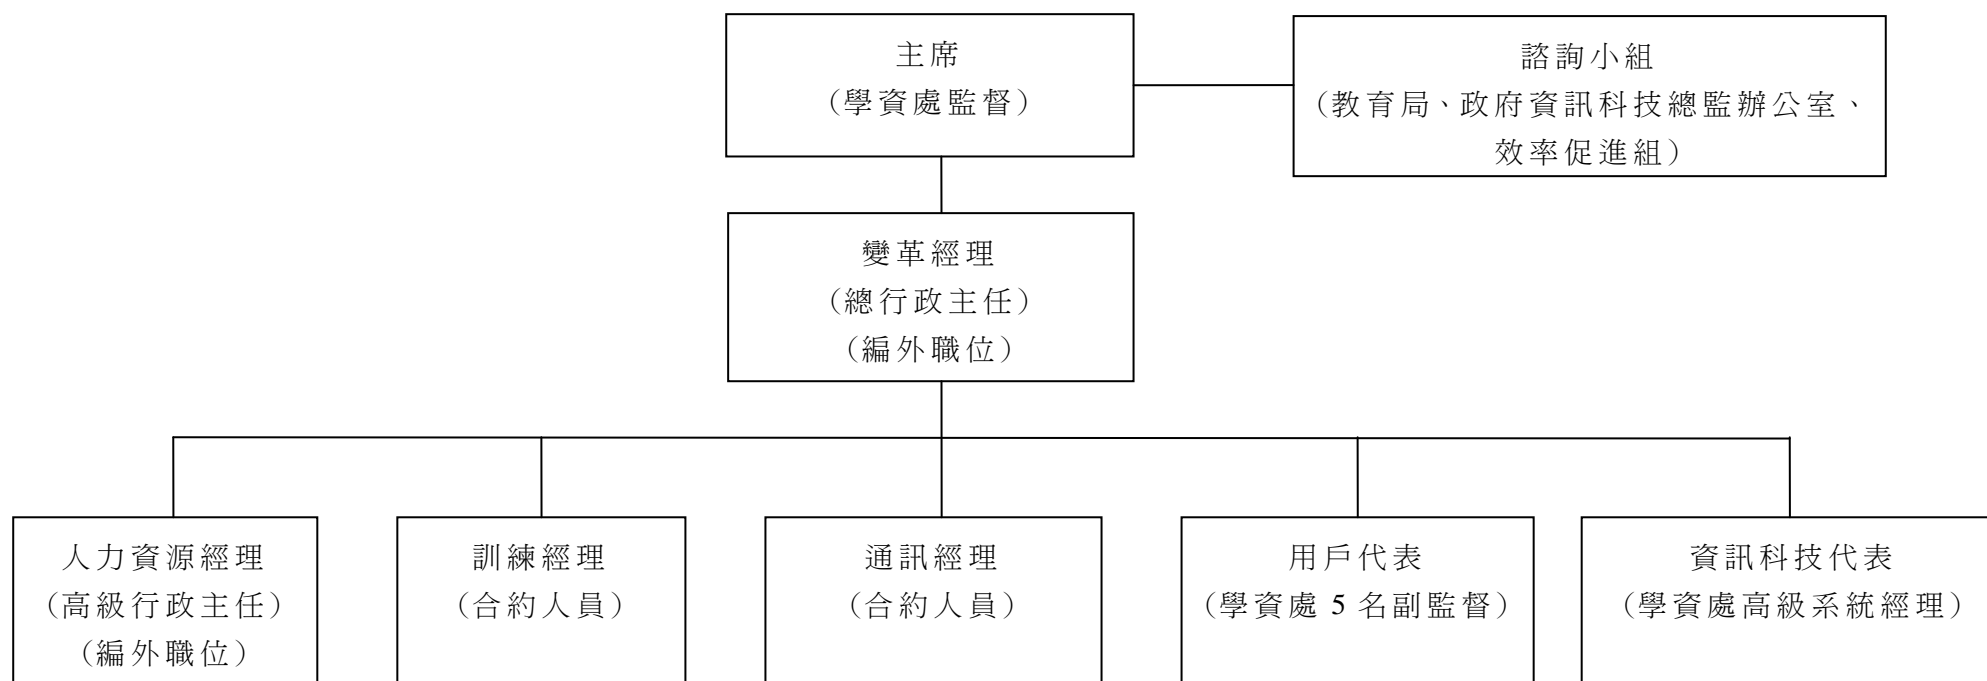 主席
（學資處監督）
諮詢小組
（教育局、政府資訊科技總監辦公室、
效率促進組）
變革經理
（總行政主任）
（編外職位）
人力資源經理
（高級行政主任）
（編外職位）
訓練經理
（合約人員）
通訊經理
（合約人員）
用戶代表
（學資處 5 名副監督）
資訊科技代表
（學資處高級系統經理）